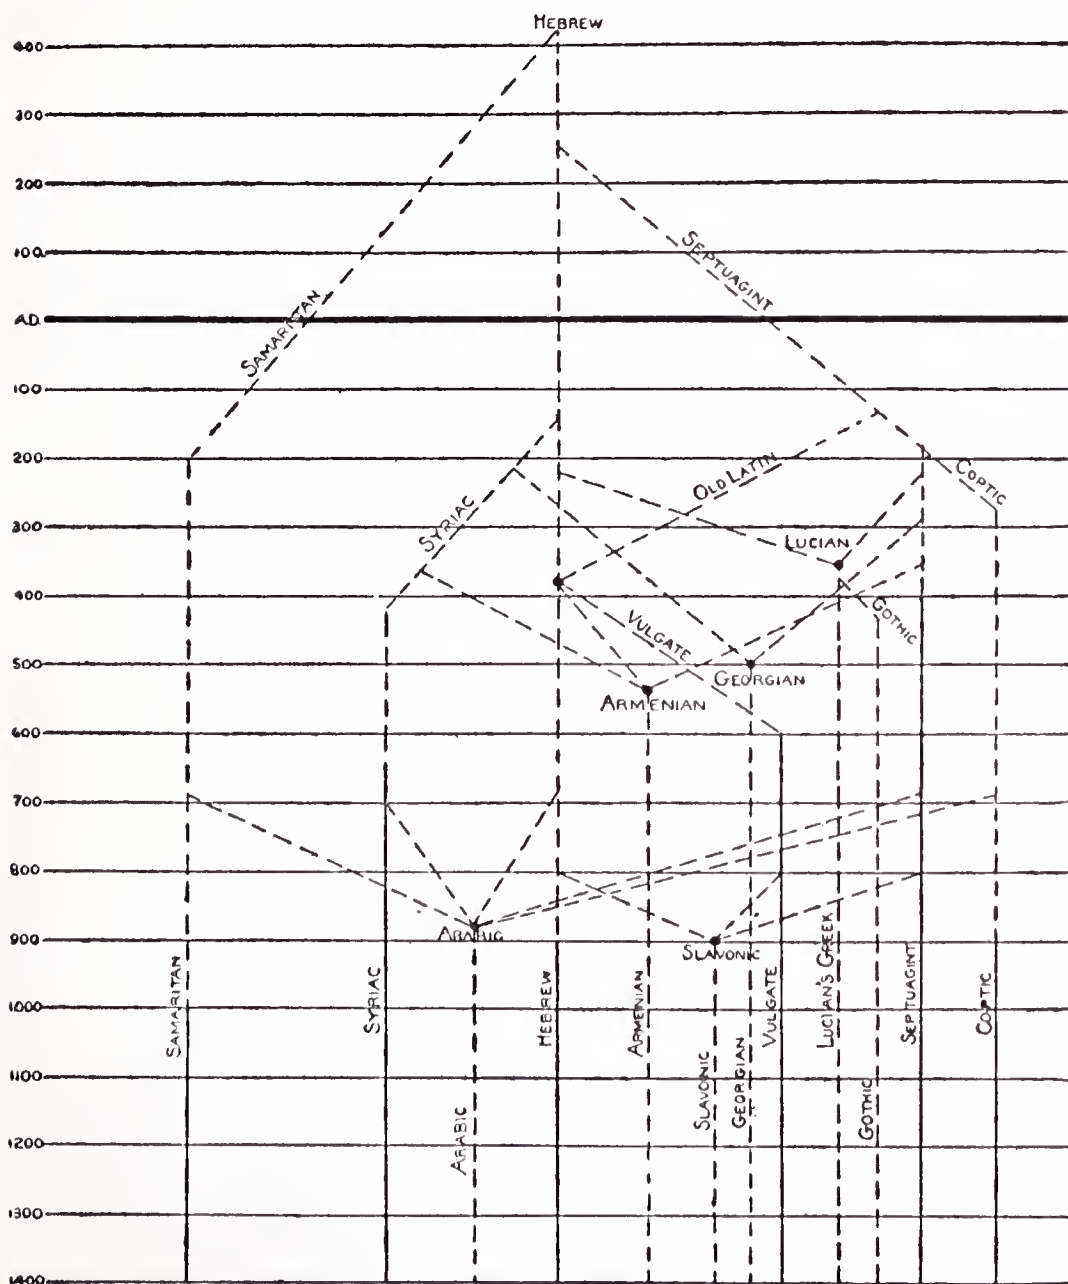 HEBREW
400
300
200
100
A.D.
100
200
300
400
500
600
700
800
900
1000
1100
1200
1300
1400
SAMARITAN
SEPTUAGINT
SYRIAC
OLD LATIN
COPTIC
LUCIAN
GOTHIC
VULGATE
GEORGIAN
ARMENIAN
ARABIC
SLAVONIC
SAMARITAN
SYRIAC
ARABIC
HEBREW
ARMENIAN
SLAVONIC
GEORGIAN
VULGATE
LUCIAN'S GREEK
GOTHIC
SEPTUAGINT
COPTIC